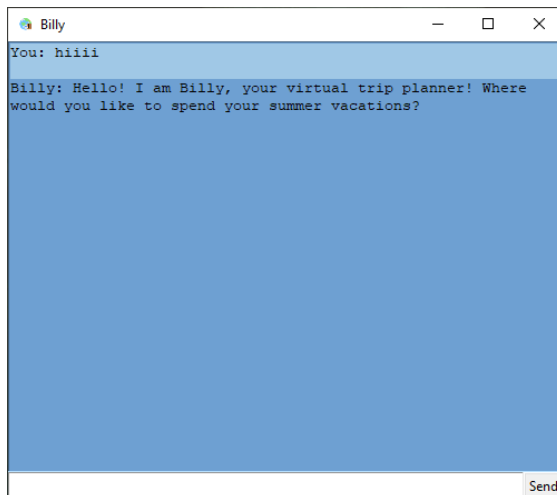 Billy
You: hiiii
Billy: Hello! I am Billy, your virtual trip planner! Where
would you like to spend your summer vacations?
Send